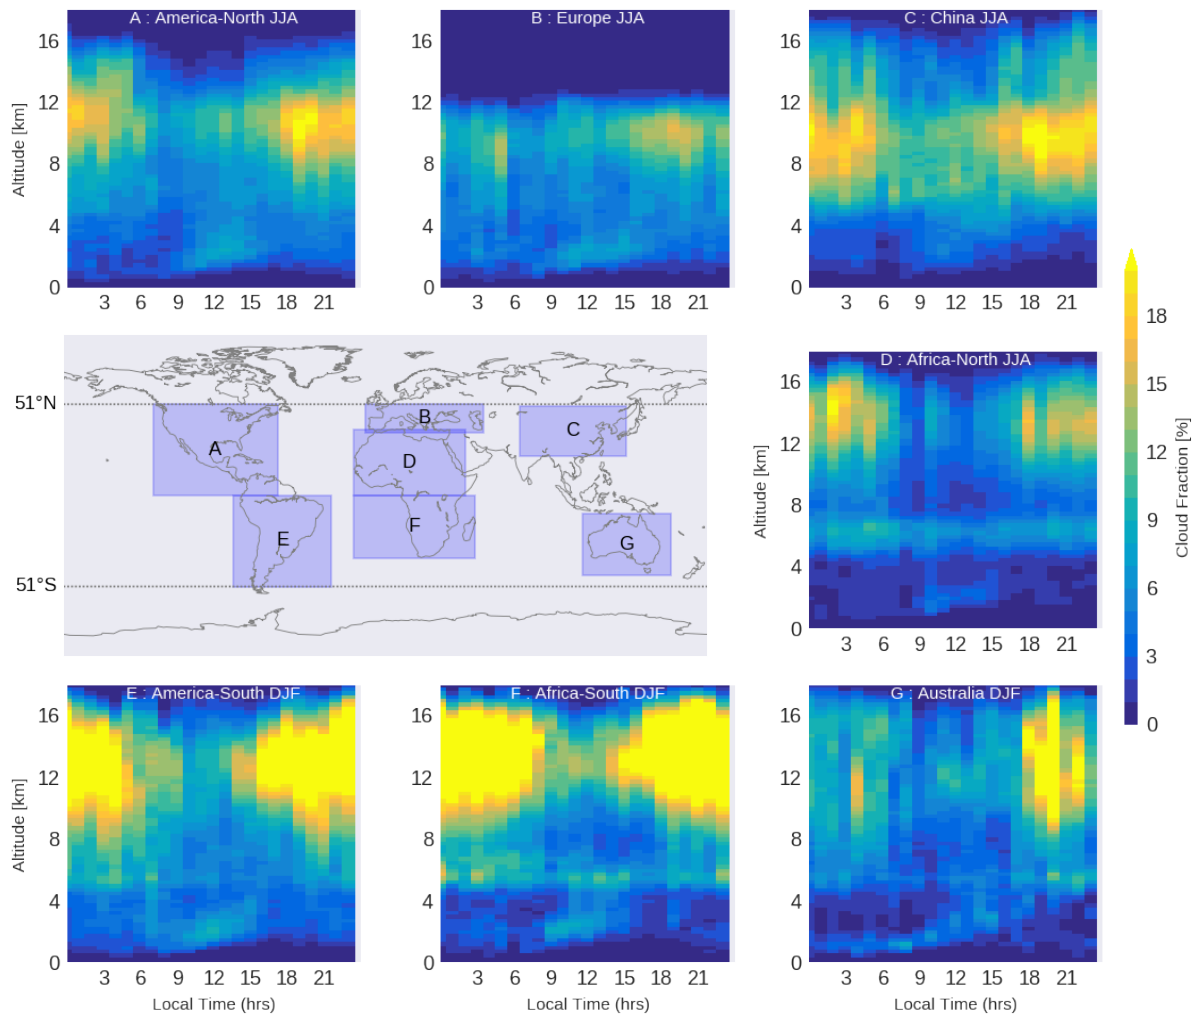 A : America-North JJA
B : Europe JJA
C : China JJA
Altitude [km]
16
12
8
4
0
3 6 9 12 15 18 21
16
12
8
4
0
3 6 9 12 15 18 21
16
12
8
4
0
3 6 9 12 15 18 21
51°N
51°S
A
B
C
D
E
F
G
D : Africa-North JJA
Altitude [km]
16
12
8
4
0
3 6 9 12 15 18 21
18
15
12
9
6
3
0
Cloud Fraction [%]
E : America-South DJF
F : Africa-South DJF
G : Australia DJF
Altitude [km]
16
12
8
4
0
3 6 9 12 15 18 21
Local Time (hrs)
16
12
8
4
0
3 6 9 12 15 18 21
Local Time (hrs)
16
12
8
4
0
3 6 9 12 15 18 21
Local Time (hrs)